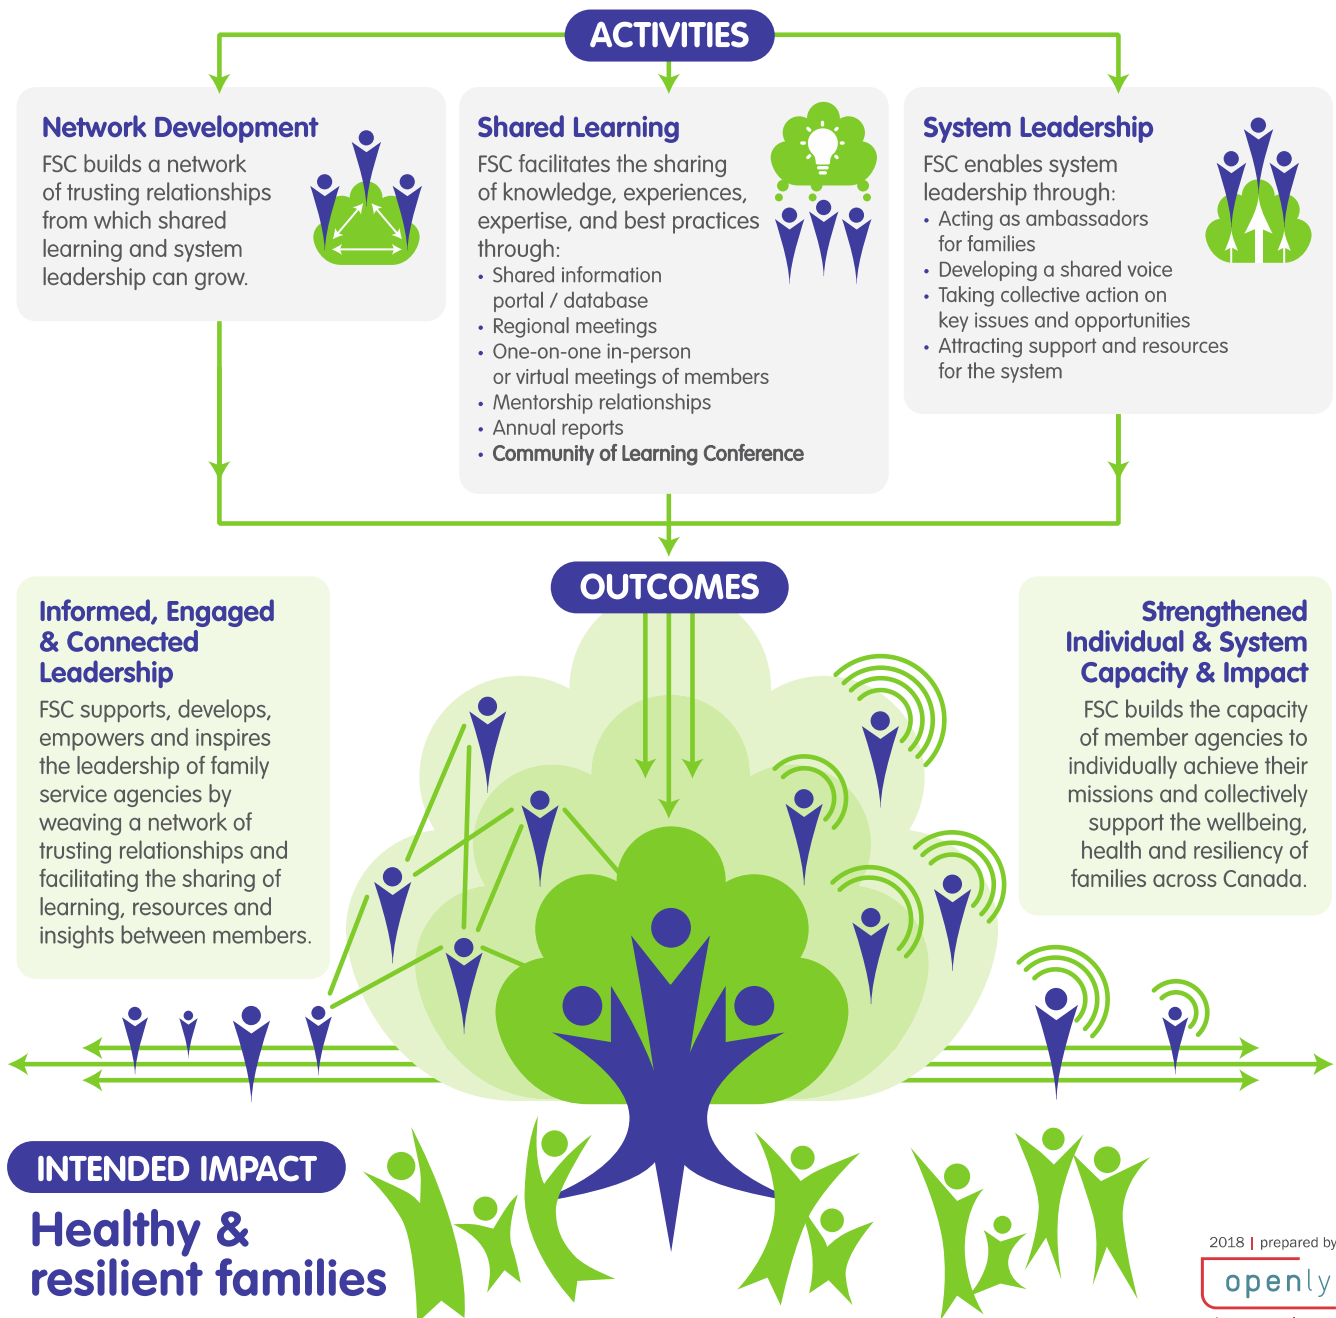 ACTIVITIES
Network Development
FSC builds a network
of trusting relationships
from which shared
learning and system
leadership can grow.
Shared Learning
FSC facilitates the sharing
of knowledge, experiences,
expertise, and best practices
through:
• Shared information
portal / database
• Regional meetings
• One-on-one in-person
or virtual meetings of members
• Mentorship relationships
• Annual reports
• Community of Learning Conference
System Leadership
FSC enables system
leadership through:
• Acting as ambassadors
for families
• Developing a shared voice
• Taking collective action on
key issues and opportunities
• Attracting support and resources
for the system
OUTCOMES
Informed, Engaged
& Connected
Leadership
FSC supports, develops,
empowers and inspires
the leadership of family
service agencies by
weaving a network of
trusting relationships and
facilitating the sharing of
learning, resources and
insights between members.
Strengthened
Individual & System
Capacity & Impact
FSC builds the capacity
of member agencies to
individually achieve their
missions and collectively
support the wellbeing,
health and resiliency of
families across Canada.
INTENDED IMPACT
Healthy &
resilient families
2018 | prepared by
openly